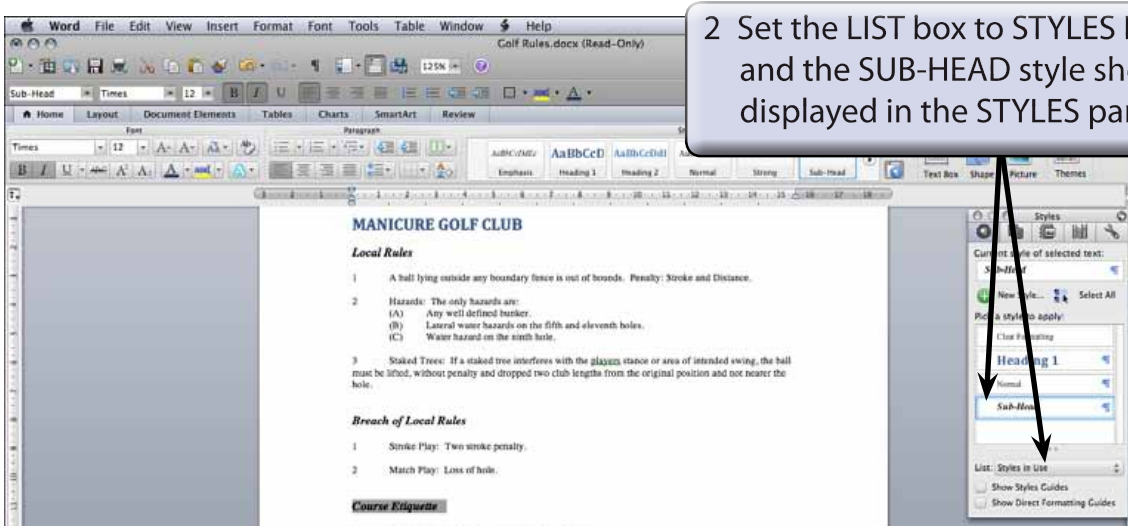 Word File Edit View Insert Format Font Tools Table Window Help
Golf Rules.docx (Read-Only)
125%
Sub-Head Times 12 B I U
Home Layout Document Elements Tables Charts SmartArt Review
Font Paragraph
Times 12 A A
B I U ABC A A A A
AaBbCcD AaBbCcDdI
Emphasis Heading 1 Heading 2 Normal Strong Sub-Head Text Box Shape Picture Themes
2 Set the LIST box to STYLES
and the SUB-HEAD style
displayed in the STYLES
MANICURE GOLF CLUB
Local Rules
1 A ball lying outside any boundary fence is out of bounds. Penalty: Stroke and Distance.
2 Hazards: The only hazards are:
(A) Any well defined bunker.
(B) Lateral water hazards on the fifth and eleventh holes.
(C) Water hazard on the ninth hole.
3 Staked Trees: If a staked tree interferes with the players stance or area of intended swing, the ball
must be lifted, without penalty and dropped two club lengths from the original position and not nearer the
hole.
Breach of Local Rules
1 Stroke Play: Two stroke penalty.
2 Match Play: Loss of hole.
Course Etiquette
Styles
Current style of selected text:
Sub-Head
New Style... Select All
Pick a style to apply:
Clear Formatting
Heading 1
Normal
Sub-Head
List: Styles in Use
Show Styles Guides
Show Direct Formatting Guides